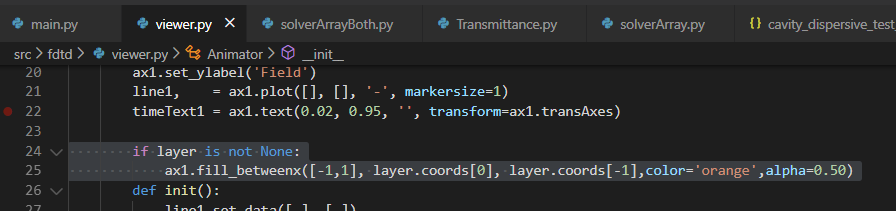 main.py viewer.py × solverArrayBoth.py Transmittance.py solverArray.py {} cavity_dispersive_test
src > fdtd > viewer.py > Animator > __init__
20 ax1.set_ylabel('Field')
21 line1, = ax1.plot([], [], '-', markersize=1)
22 timeText1 = ax1.text(0.02, 0.95, '', transform=ax1.transAxes)
23
24 if layer is not None:
25 ax1.fill_betweenx([-1,1], layer.coords[0], layer.coords[-1],color='orange',alpha=0.50)
26 def init():
line1.set_data([ ], [ ])